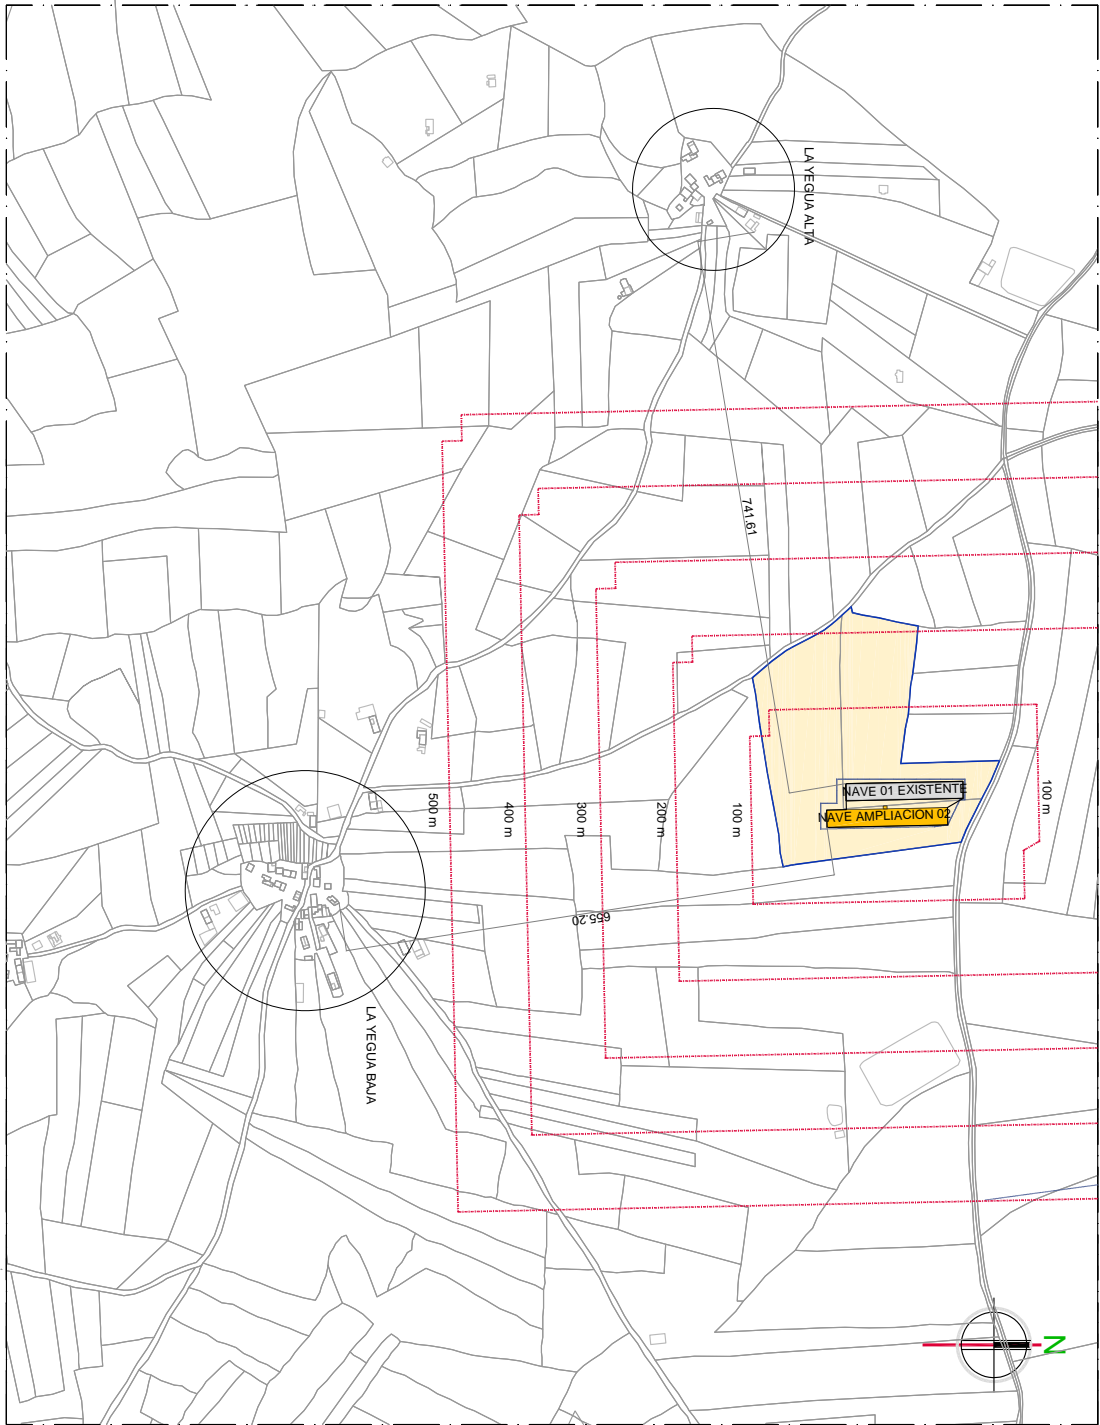 LA YEGUA ALTA
741.61
NAVE 01 EXISTENTE
NAVE AMPLIACION 02
500 m
400 m
300 m
200 m
100 m
100 m
655.20
LA YEGUA BAJA
N